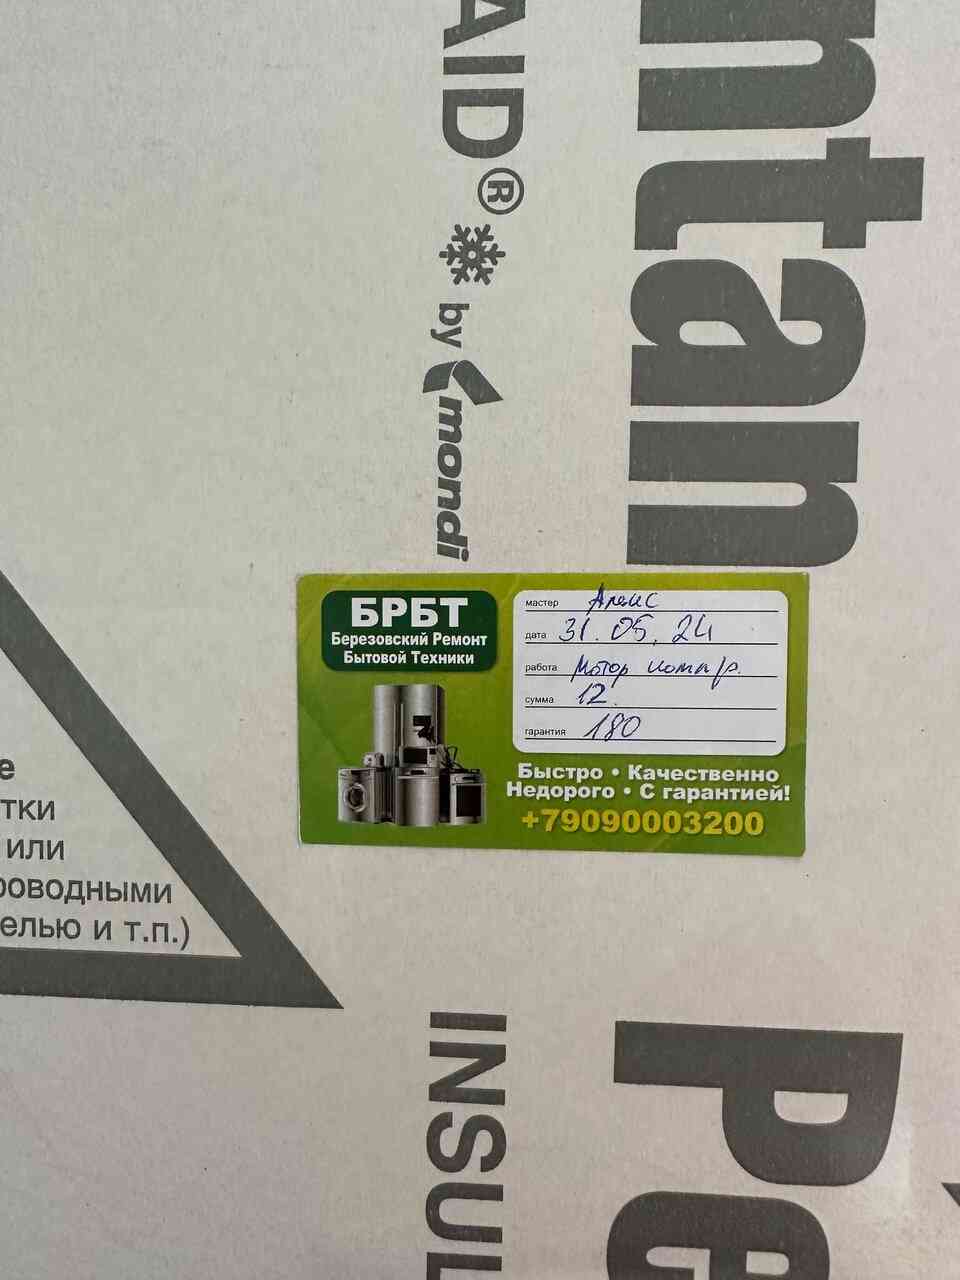 AID®
by mondi
ntan
БРБТ
Березовский Ремонт
Бытовой Техники
мастер
дата 31.05.24
работа Мотор компр.
сумма 12.
гарантия 180
Быстро • Качественно
Недорого • С гарантией!
+79090003200
е
тки
или
роводными
елью и т.п.)
INSUL
Pe